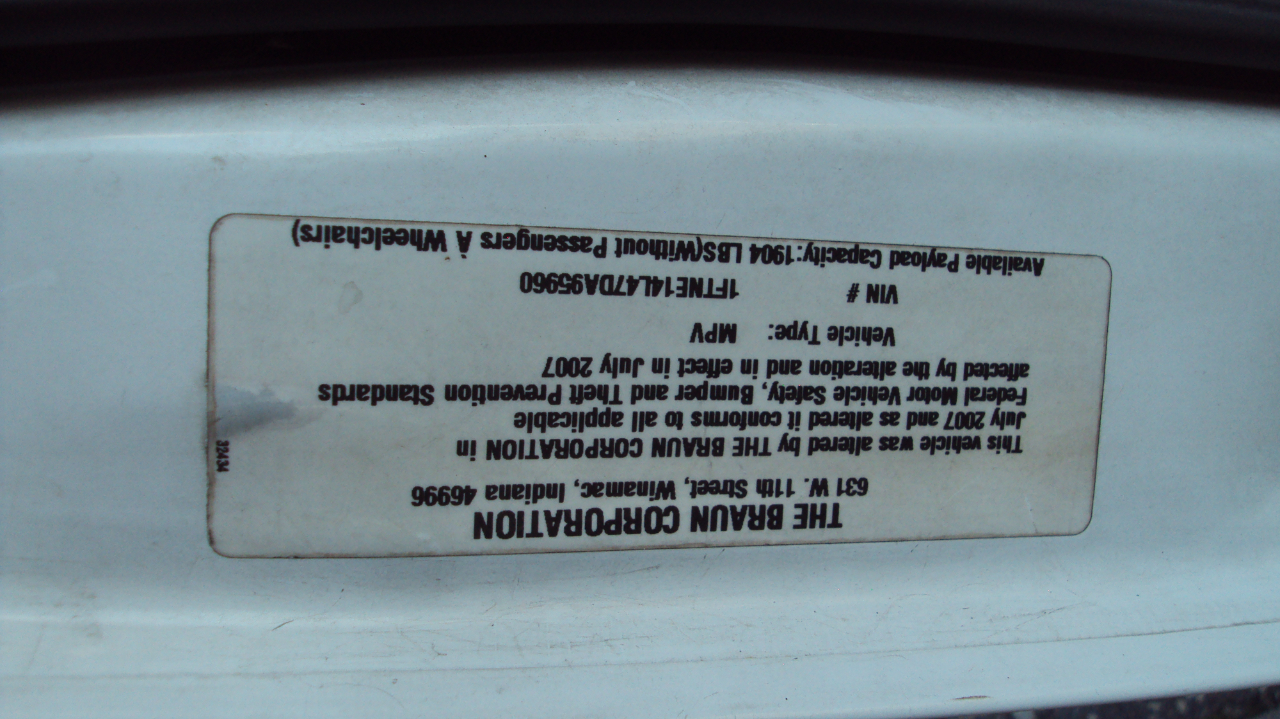 THE BRAUN CORPORATION
631 W. 11th Street, Winamac, Indiana 46996
This vehicle was altered by THE BRAUN CORPORATION in
July 2007 and as altered it conforms to all applicable
Federal Motor Vehicle Safety, Bumper and Theft Prevention Standards
affected by the alteration and in effect in July 2007
Vehicle Type: MPV
VIN # 1FTNE14L47DA95960
Available Payload Capacity:1904 LBS(Without Passengers À Wheelchairs)
32434